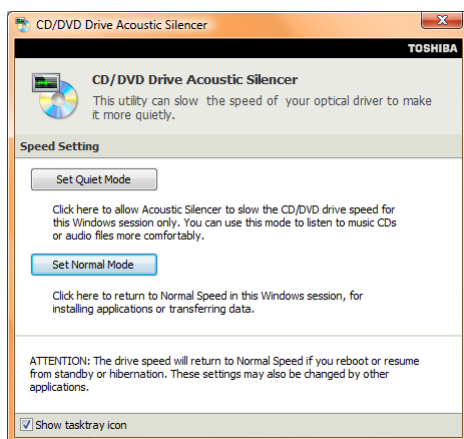 CD/DVD Drive Acoustic Silencer
TOSHIBA
CD/DVD Drive Acoustic Silencer
This utility can slow the speed of your optical driver to make
it more quietly.
Speed Setting
Set Quiet Mode
Click here to allow Acoustic Silencer to slow the CD/DVD drive speed for
this Windows session only. You can use this mode to listen to music CDs
or audio files more comfortably.
Set Normal Mode
Click here to return to Normal Speed in this Windows session, for
installing applications or transferring data.
ATTENTION: The drive speed will return to Normal Speed if you reboot or resume
from standby or hibernation. These settings may also be changed by other
applications.
Show tasktray icon